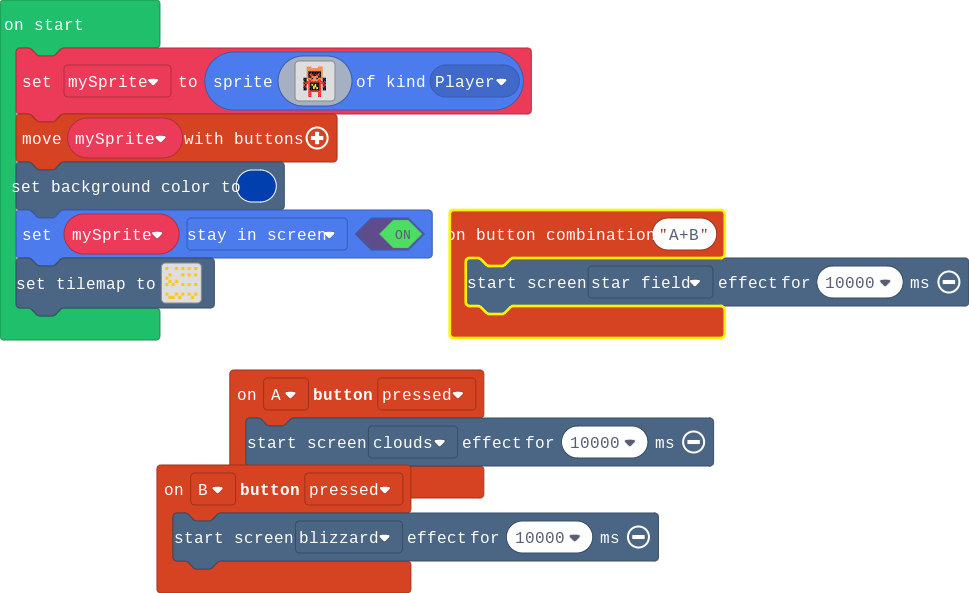 on start
set mySprite to sprite of kind Player
move mySprite with buttons
set background color to
set mySprite stay in screen ON
set tilemap to
on button combination "A+B"
start screen star field effect for 10000 ms
on A button pressed
start screen clouds effect for 10000 ms
on B button pressed
start screen blizzard effect for 10000 ms